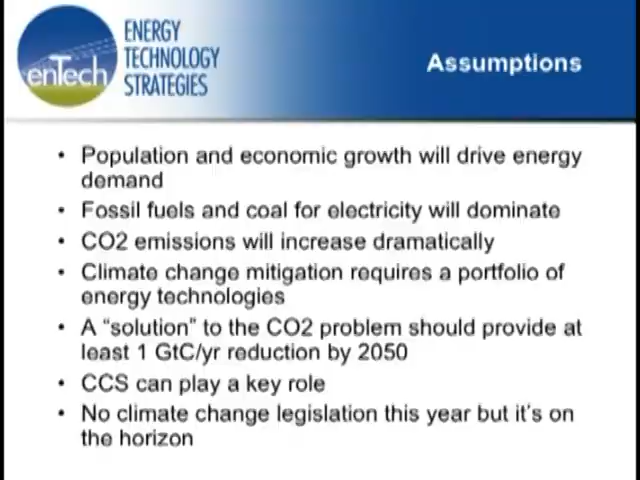 enTech
ENERGY
TECHNOLOGY
STRATEGIES
Assumptions
• Population and economic growth will drive energy
demand
• Fossil fuels and coal for electricity will dominate
• CO2 emissions will increase dramatically
• Climate change mitigation requires a portfolio of
energy technologies
• A “solution” to the CO2 problem should provide at
least 1 GtC/yr reduction by 2050
• CCS can play a key role
• No climate change legislation this year but it’s on
the horizon